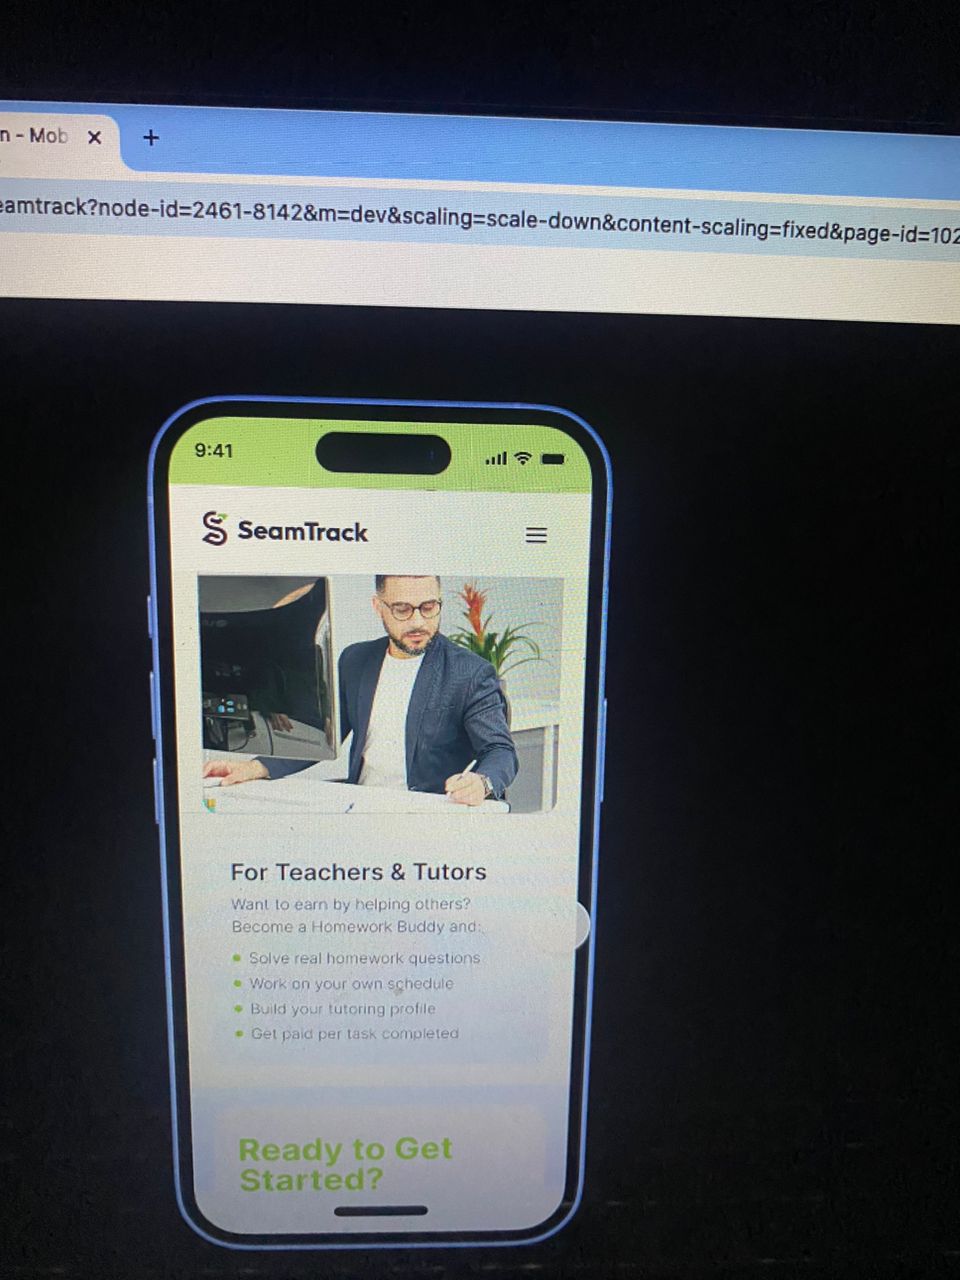 n - Mob
eamtrack?node-id=2461-8142&m=dev&scaling=scale-down&content-scaling=fixed&page-id=102
9:41
SeamTrack
For Teachers & Tutors
Want to earn by helping others?
Become a Homework Buddy and:
Solve real homework questions
Work on your own schedule
Build your tutoring profile
Get paid per task completed
Ready to Get
Started?